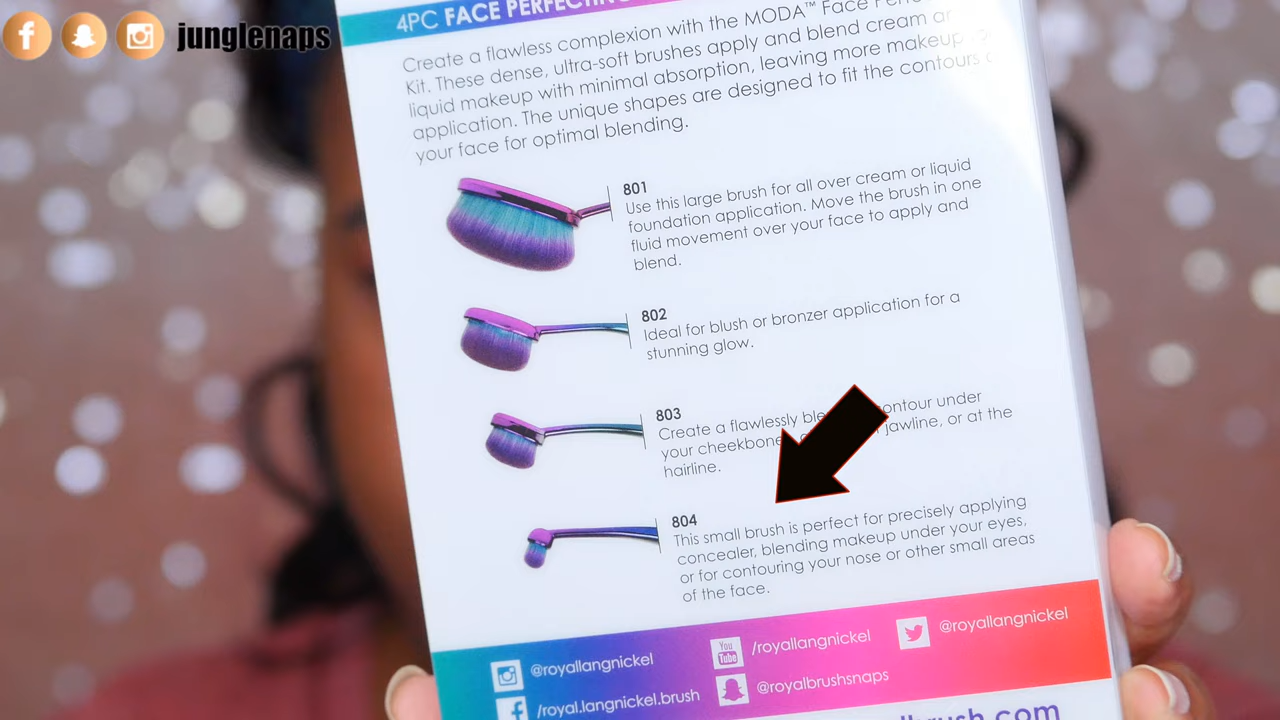 junglenaps
4PC FACE PERFECTING
Create a flawless complexion with the MODA™ Face
Kit. These dense, ultra-soft brushes apply and blend cream or
liquid makeup with minimal absorption, leaving more makeup
application. The unique shapes are designed to fit the contours
your face for optimal blending.
801
Use this large brush for all over cream or liquid
foundation application. Move the brush in one
fluid movement over your face to apply and
blend.
802
Ideal for blush or bronzer application for a
stunning glow.
803
Create a flawlessly contour under
your cheekbone jawline, or at the
hairline.
804
This small brush is perfect for precisely applying
concealer, blending makeup under your eyes,
or for contouring your nose or other small areas
of the face.
@royallangnickel
You Tube /royallangnickel
@royallangnickel
/royal.langnickel.brush
@royalbrushsnaps
brush.com